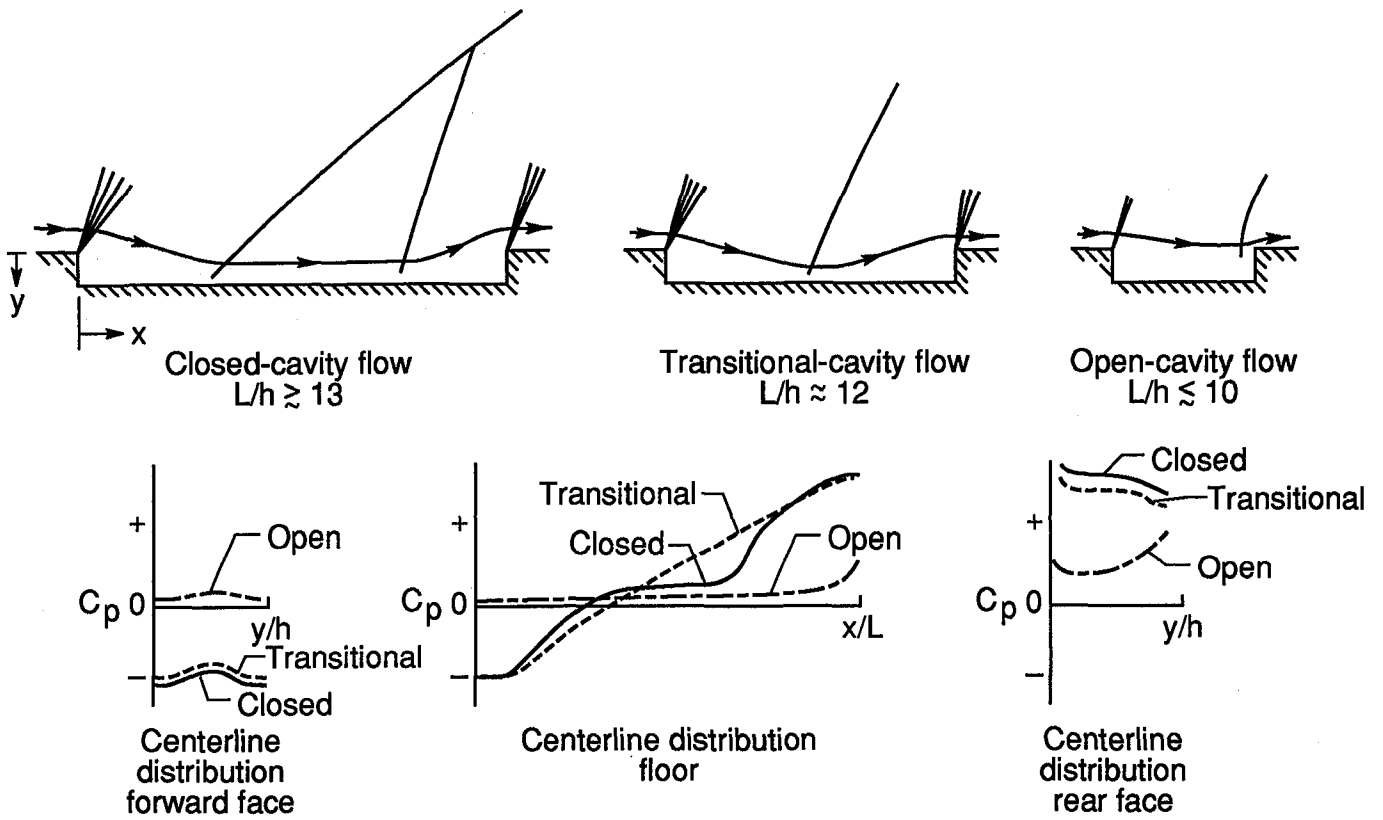 y
x
Closed-cavity flow
L/h ≳ 13
Transitional-cavity flow
L/h ≈ 12
Open-cavity flow
L/h ≲ 10
+
Open
Cp 0
y/h
Transitional
−
Closed
Centerline
distribution
forward face
Transitional
+
Closed
Open
Cp 0
x/L
−
Centerline distribution
floor
Closed
Transitional
+
Open
Cp 0
y/h
−
Centerline
distribution
rear face